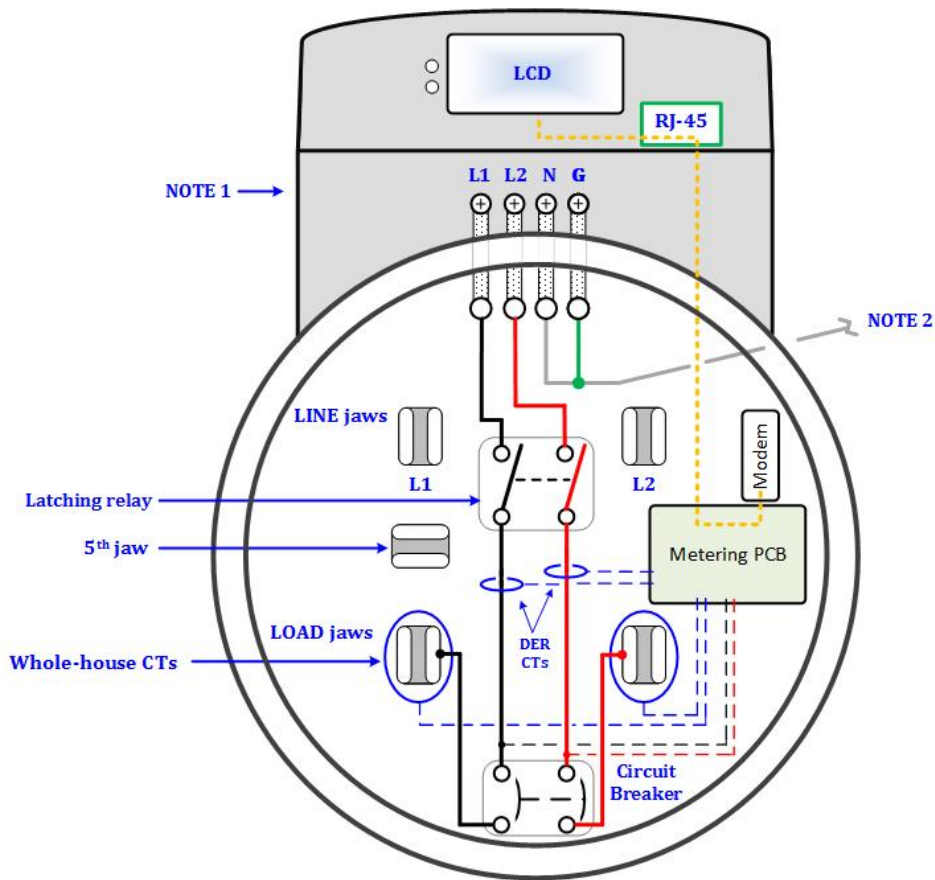 LCD
RJ-45
NOTE 1
L1 L2 N G
NOTE 2
LINE jaws
L1
L2
Modem
Latching relay
5th jaw
Metering PCB
LOAD jaws
DER
CTs
Whole-house CTs
Circuit
Breaker